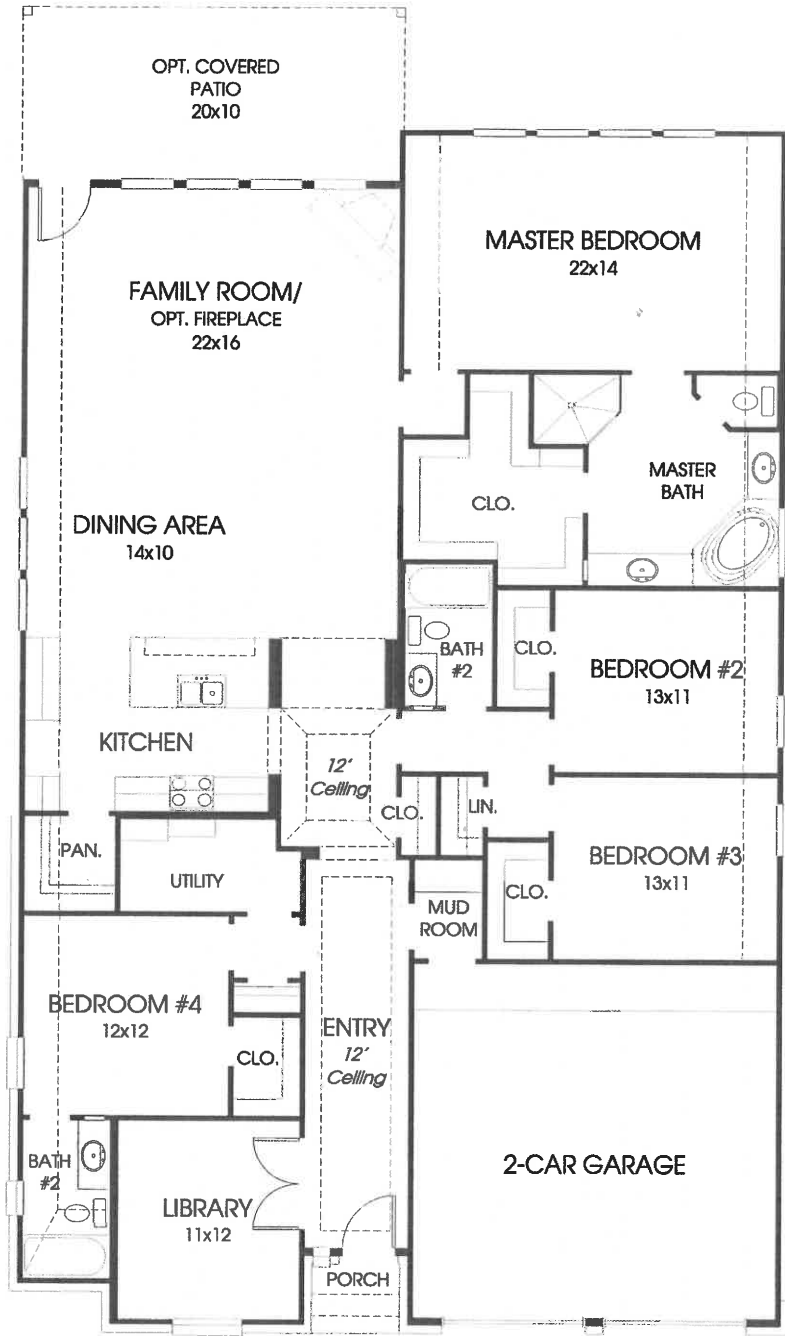 OPT. COVERED
PATIO
20x10
MASTER BEDROOM
22x14
FAMILY ROOM/
OPT. FIREPLACE
22x16
MASTER
BATH
CLO.
DINING AREA
14x10
BATH
#2
CLO.
BEDROOM #2
13x11
KITCHEN
12'
Ceiling
CLO.
LIN.
PAN.
UTILITY
BEDROOM #3
13x11
CLO.
MUD
ROOM
BEDROOM #4
12x12
CLO.
ENTRY
12'
Ceiling
BATH
#2
LIBRARY
11x12
2-CAR GARAGE
PORCH